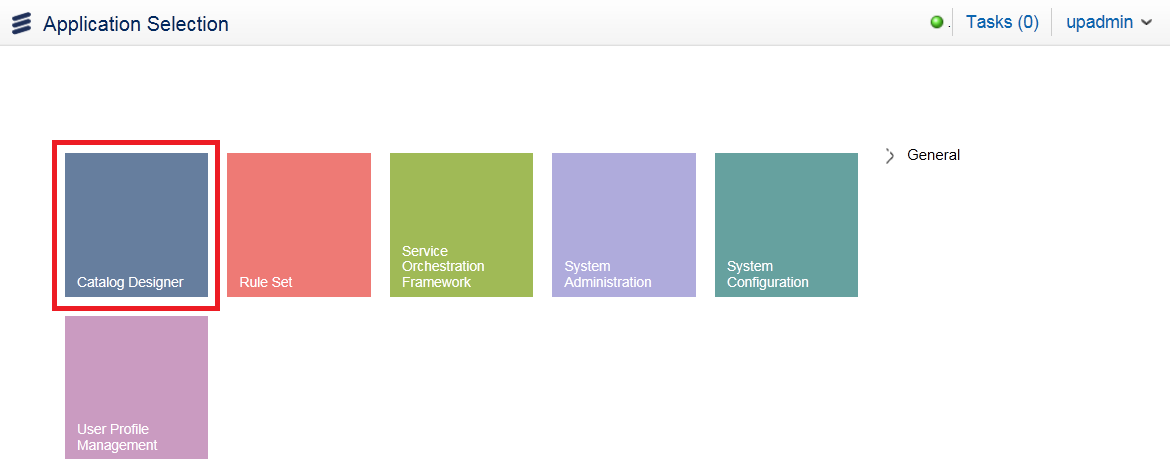 Application Selection
. Tasks (0) upadmin
General
Catalog Designer
Rule Set
Service
Orchestration
Framework
System
Administration
System
Configuration
User Profile
Management